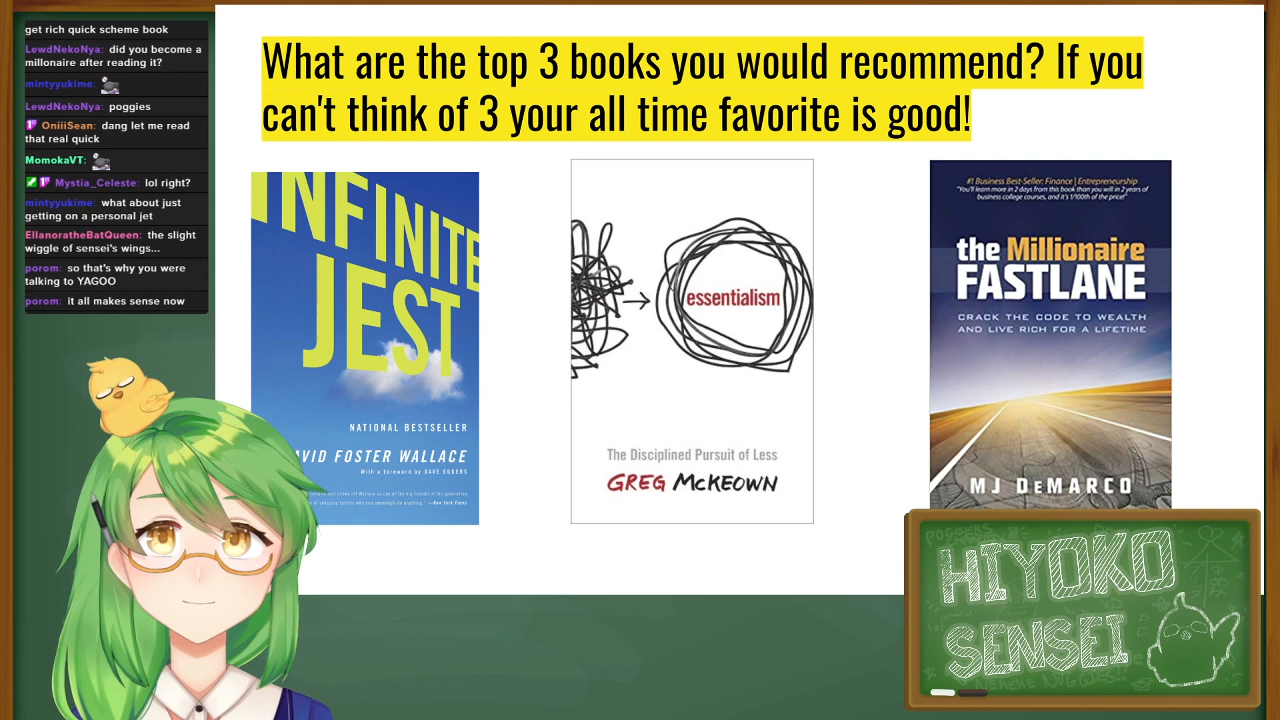 get rich quick scheme book
LewdNekoNya: did you become a
millionaire after reading it?
mintyyukime:
LewdNekoNya: poggies
OniiiSean: dang let me read
that real quick
MomokaVT:
Mystia_Celeste: lol right?
mintyyukime: what about just
getting on a personal jet
EllanoratheBatQueen: the slight
wiggle of sensei's wings...
porom: so that's why you were
talking to YAGOO
porom: it all makes sense now
What are the top 3 books you would recommend? If you
can't think of 3 your all time favorite is good!
INFINITE
JEST
NATIONAL BESTSELLER
VID FOSTER WALLACE
With a foreword by DAVE EGGERS
essentialism
The Disciplined Pursuit of Less
GREG McKEOWN
#1 Business Best-Seller: Finance | Entrepreneurship
"You'll learn more in 2 days from this book than you will in 2 years of
business college courses, and it's 1/100th of the price!"
the Millionaire
FASTLANE
CRACK THE CODE TO WEALTH
AND LIVE RICH FOR A LIFETIME
MJ DEMARCO
HIYOKO
SENSEI